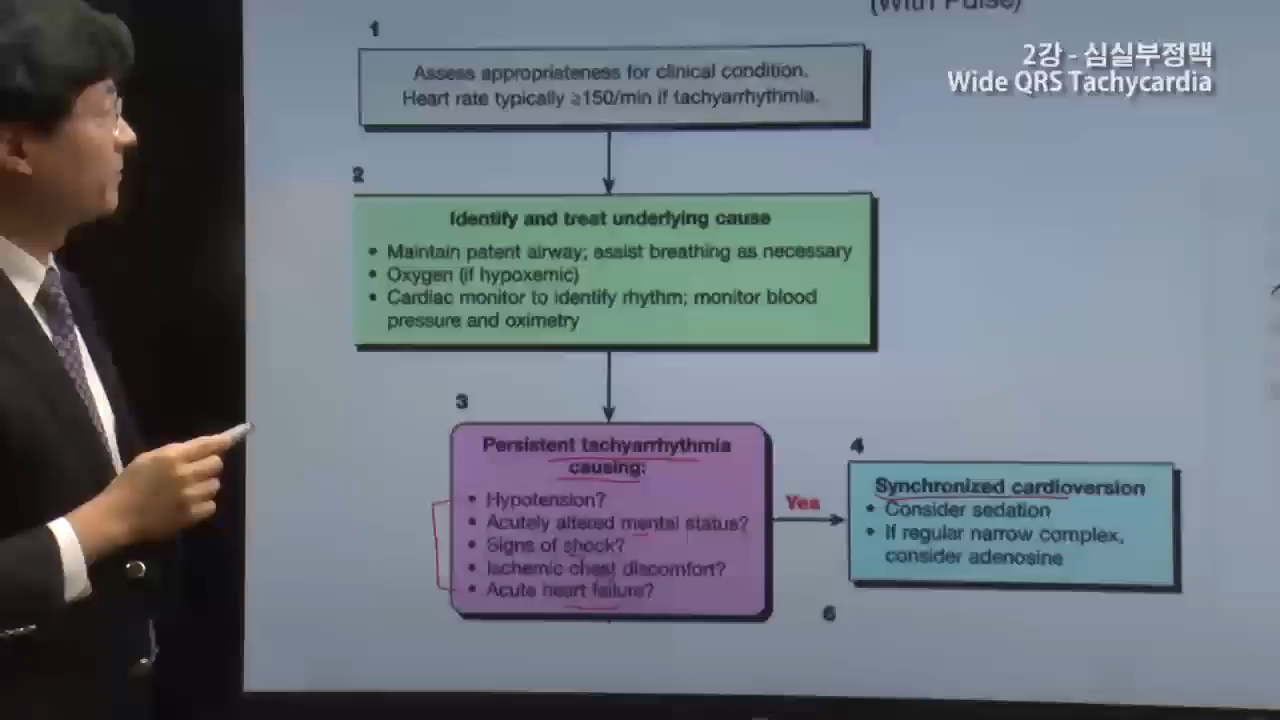 (With Pulse)
2강 - 심실부정맥
Wide QRS Tachycardia
1
Assess appropriateness for clinical condition.
Heart rate typically ≥150/min if tachyarrhythmia.
2
Identify and treat underlying cause
• Maintain patent airway; assist breathing as necessary
• Oxygen (if hypoxemic)
• Cardiac monitor to identify rhythm; monitor blood
pressure and oximetry
3
Persistent tachyarrhythmia
causing:
• Hypotension?
• Acutely altered mental status?
• Signs of shock?
• Ischemic chest discomfort?
• Acute heart failure?
Yes
4
Synchronized cardioversion
• Consider sedation
• If regular narrow complex,
consider adenosine
6